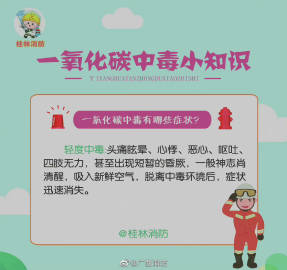 桂林消防
一氧化碳中毒小知识
一氧化碳中毒有哪些症状?
轻度中毒 头痛眩晕、心悸、恶心、呕吐、
四肢无力，甚至出现短暂的昏厥，一般神志尚
清醒，吸入新鲜空气，脱离中毒环境后，症状
迅速消失。
@桂林消防